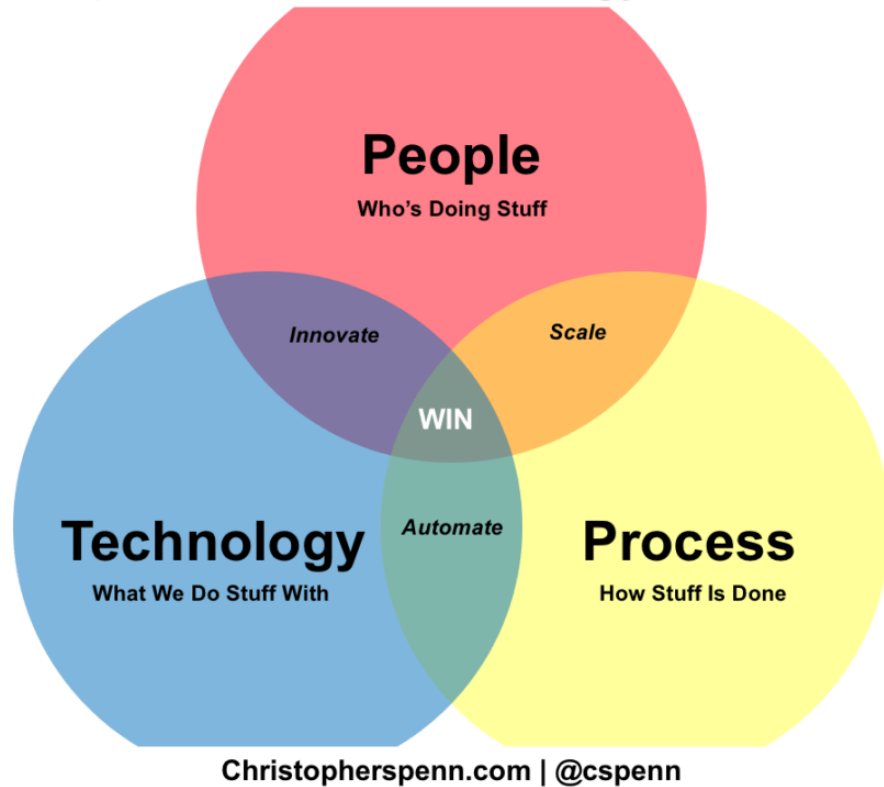 People
Who's Doing Stuff
Innovate
Scale
WIN
Automate
Technology
What We Do Stuff With
Process
How Stuff Is Done
Christopherspenn.com | @cspenn